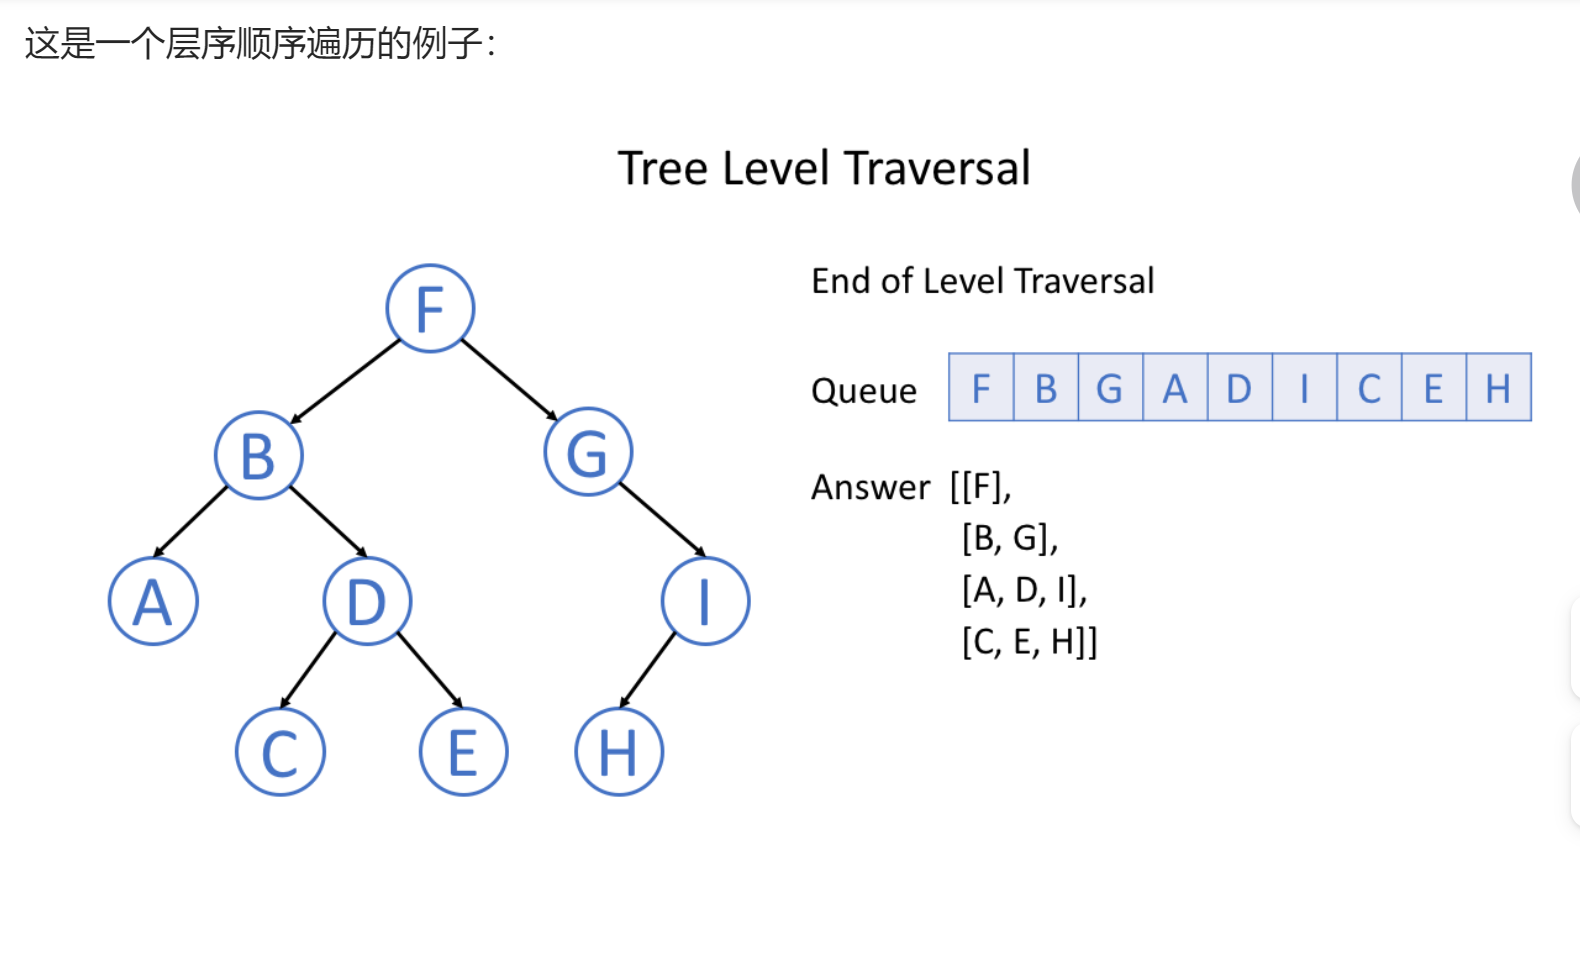 这是一个层序顺序遍历的例子：
Tree Level Traversal
F
B
G
A
D
I
C
E
H
End of Level Traversal
Queue F B G A D I C E H
Answer [[F],
[B, G],
[A, D, I],
[C, E, H]]